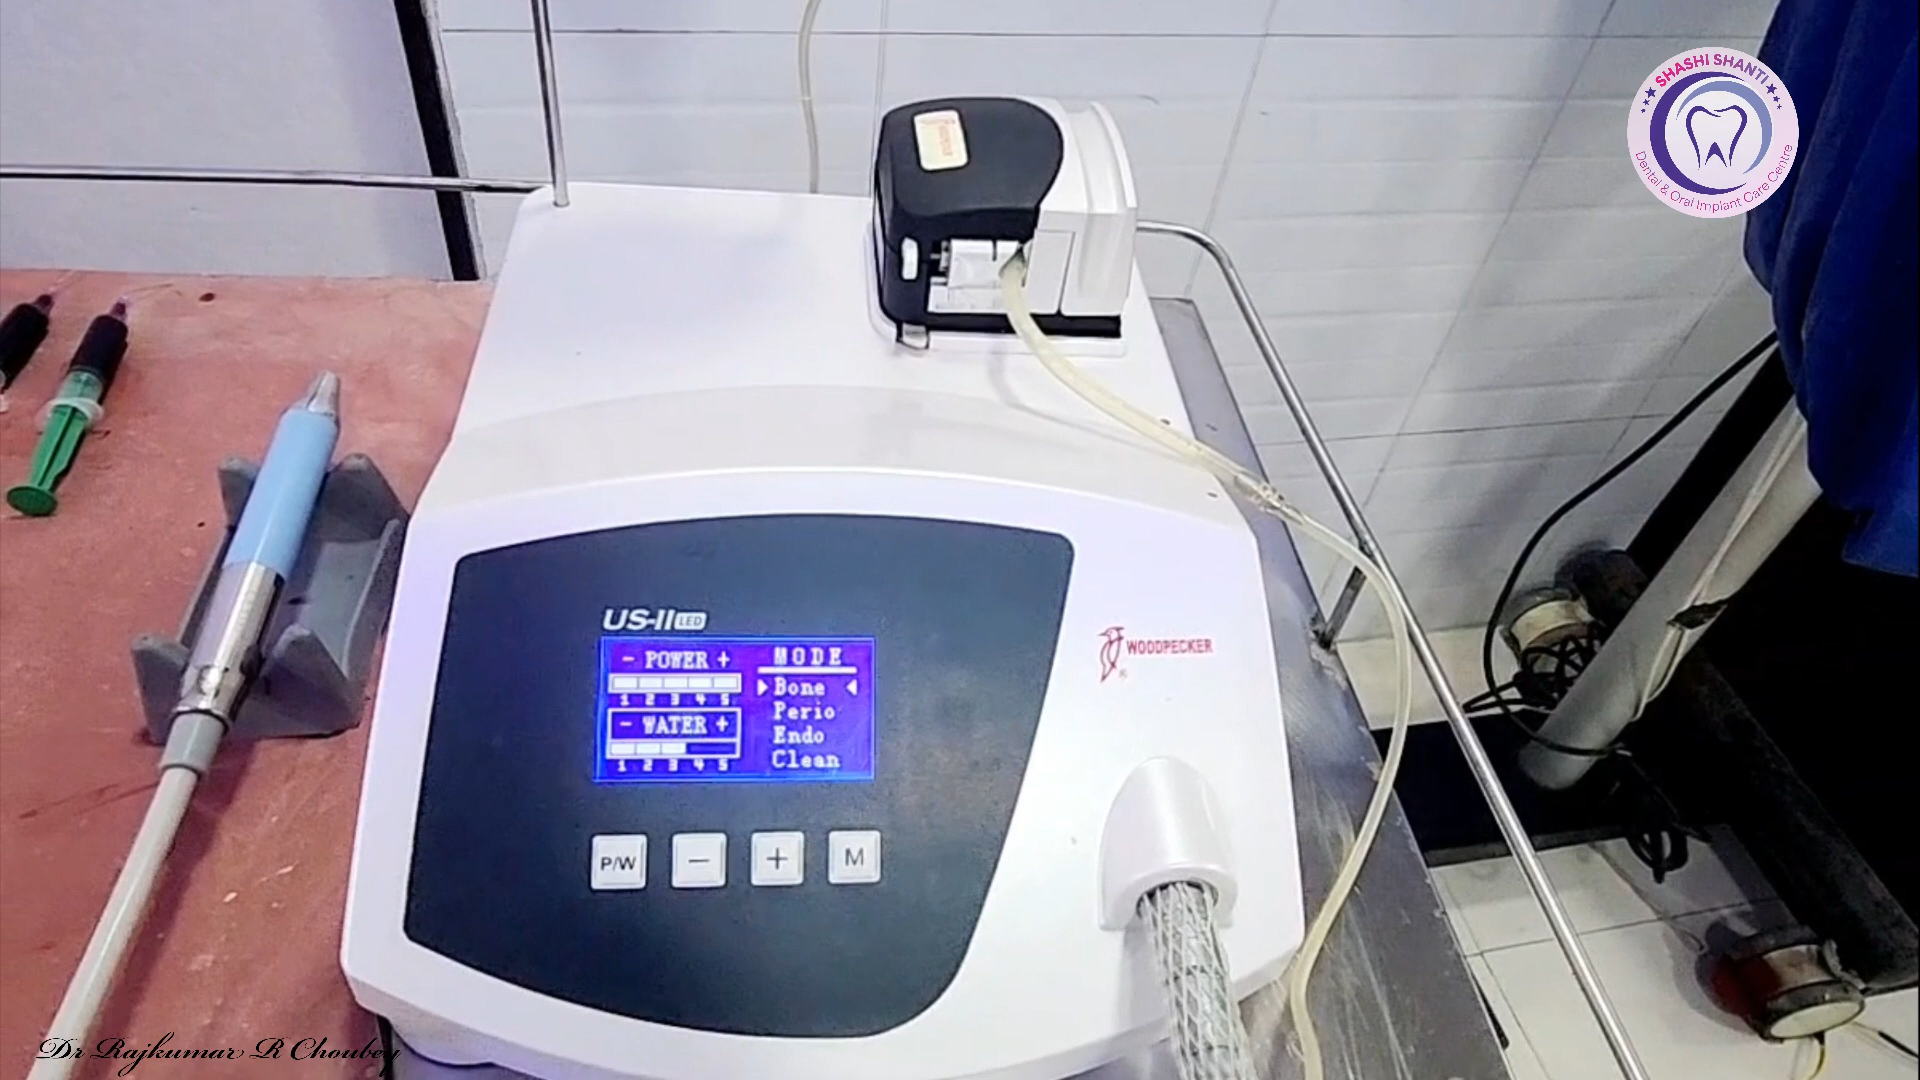 SHASHI SHANTI
Dental & Oral Implant Care Centre
US-II LED
- POWER +
1 2 3 4 5
- WATER +
1 2 3 4 5
MODE
Bone
Perio
Endo
Clean
WOODPECKER
®
P/W
−
+
M
Dr Rajkumar R Choubey